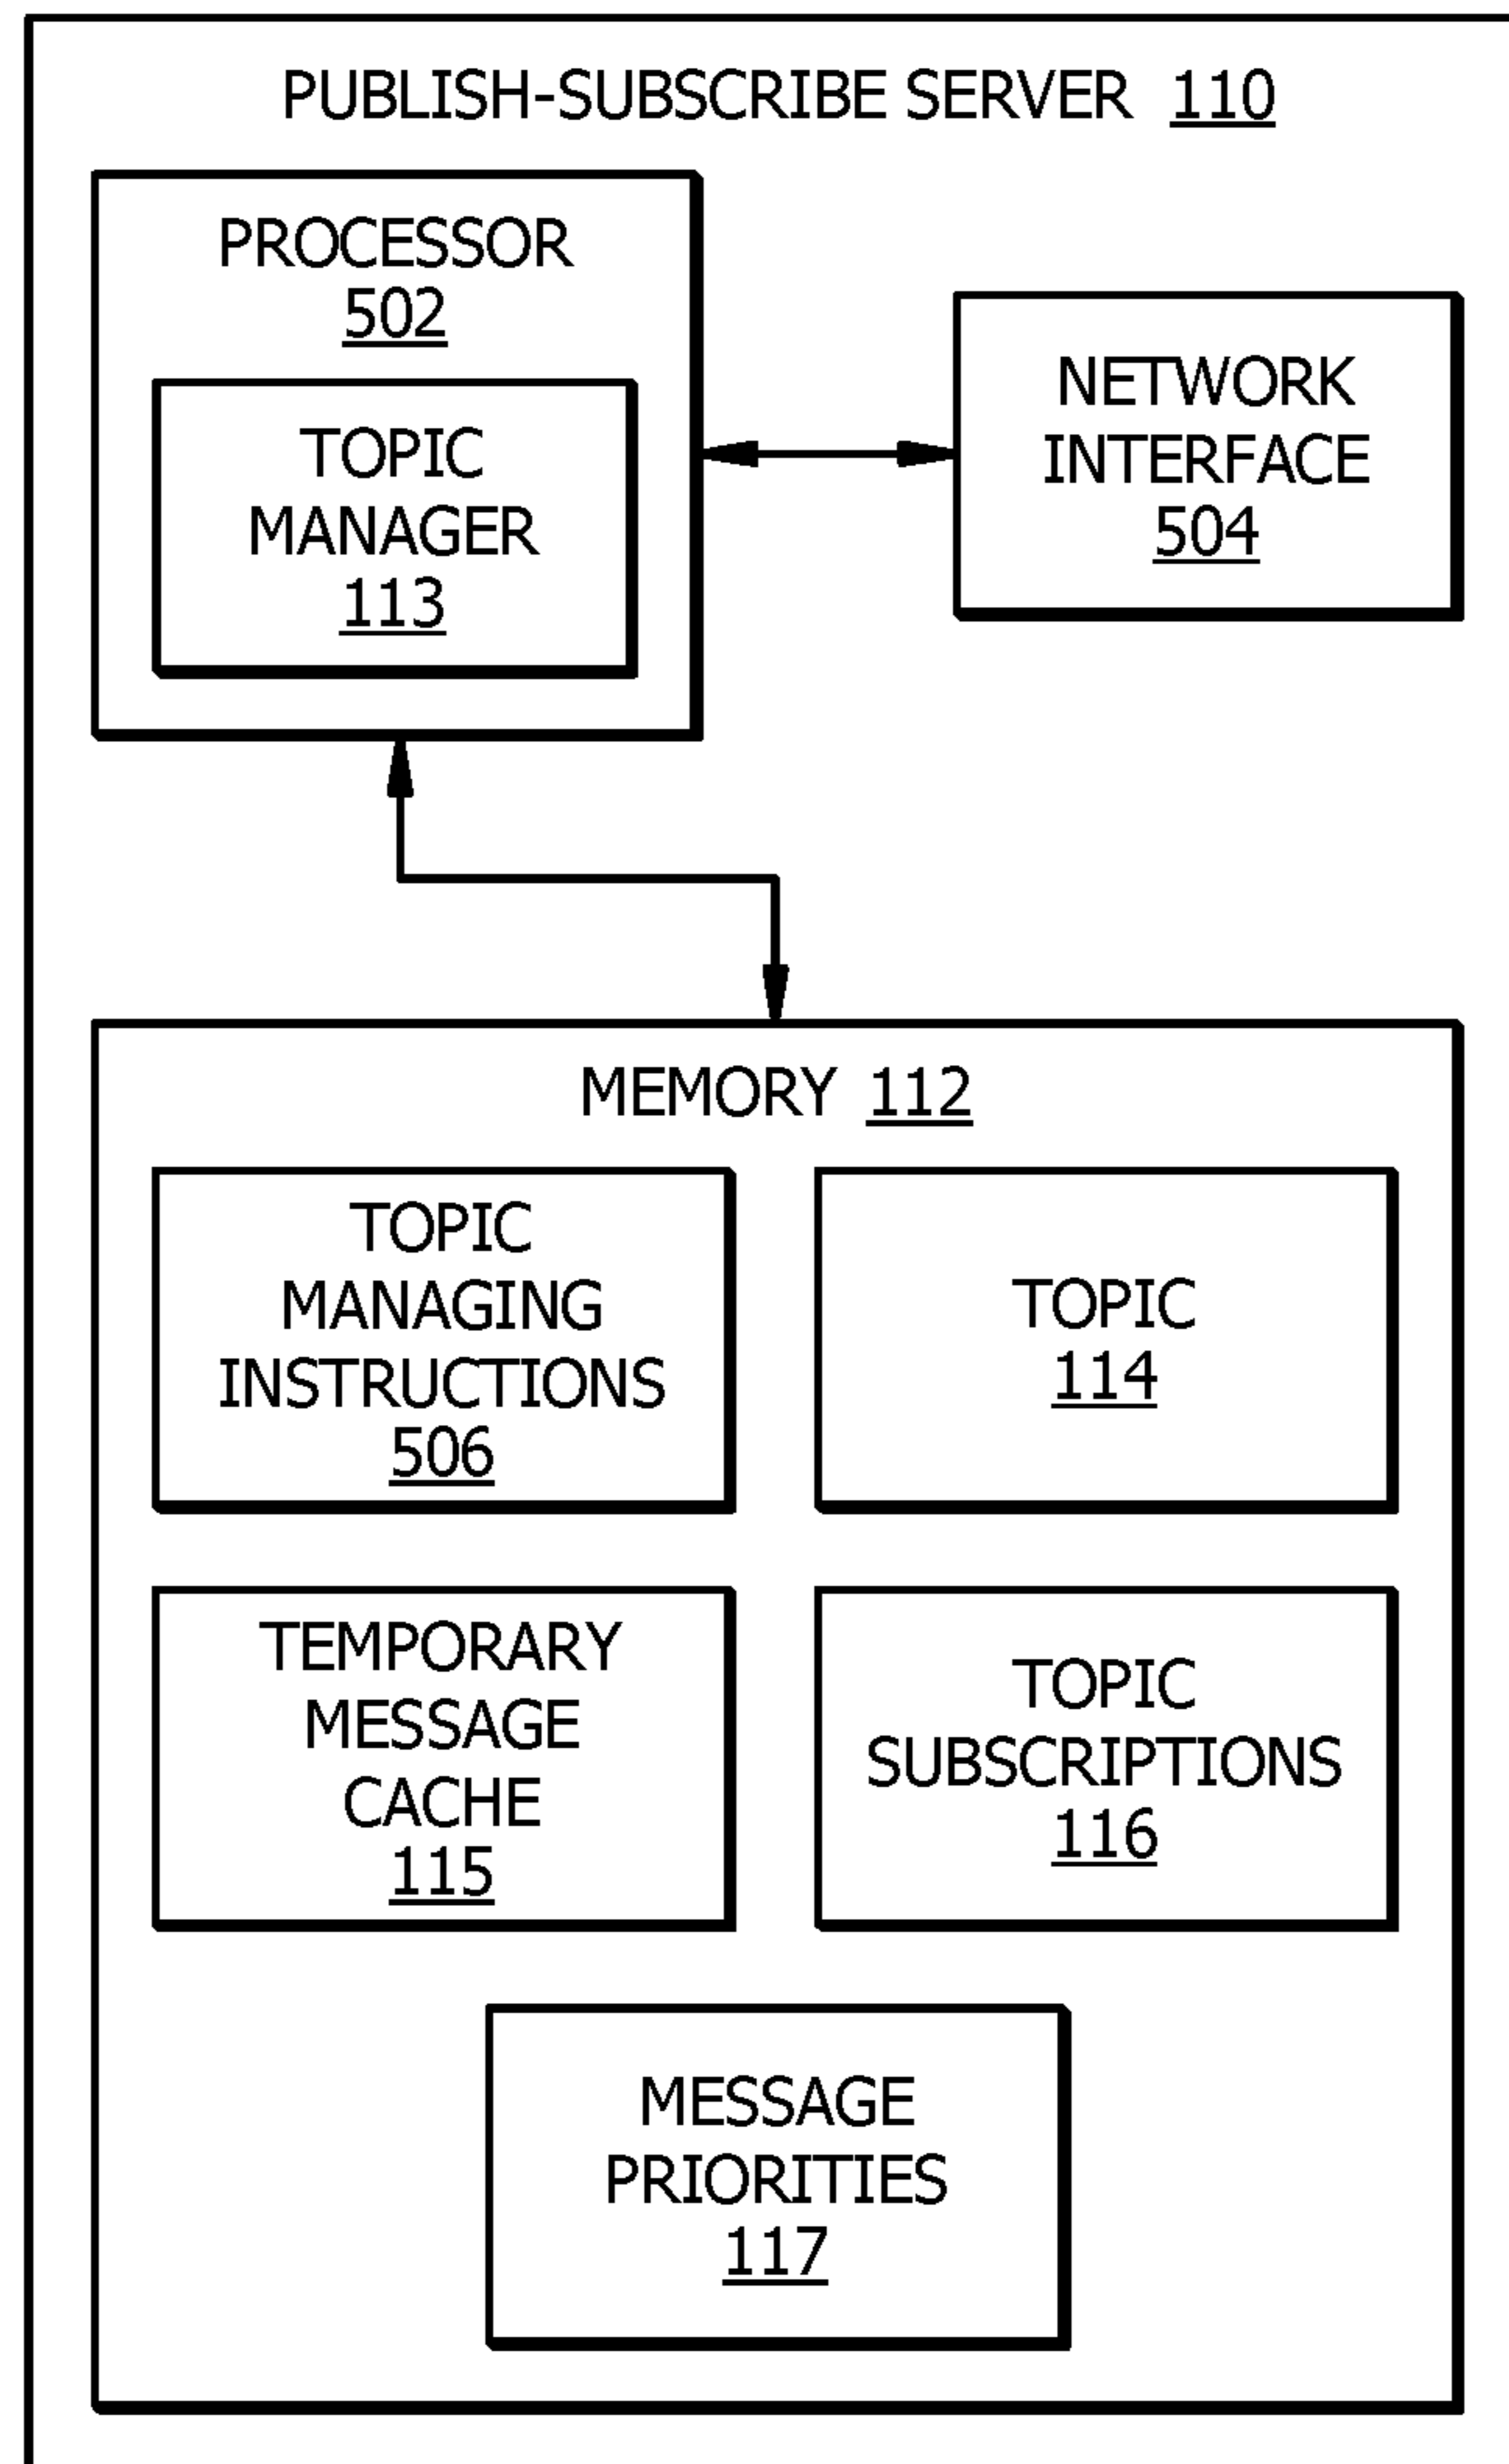 PUBLISH-SUBSCRIBE SERVER 110
PROCESSOR
502
TOPIC
MANAGER
113
NETWORK
INTERFACE
504
MEMORY 112
TOPIC
MANAGING
INSTRUCTIONS
506
TOPIC
114
TEMPORARY
MESSAGE
CACHE
115
TOPIC
SUBSCRIPTIONS
116
MESSAGE
PRIORITIES
117